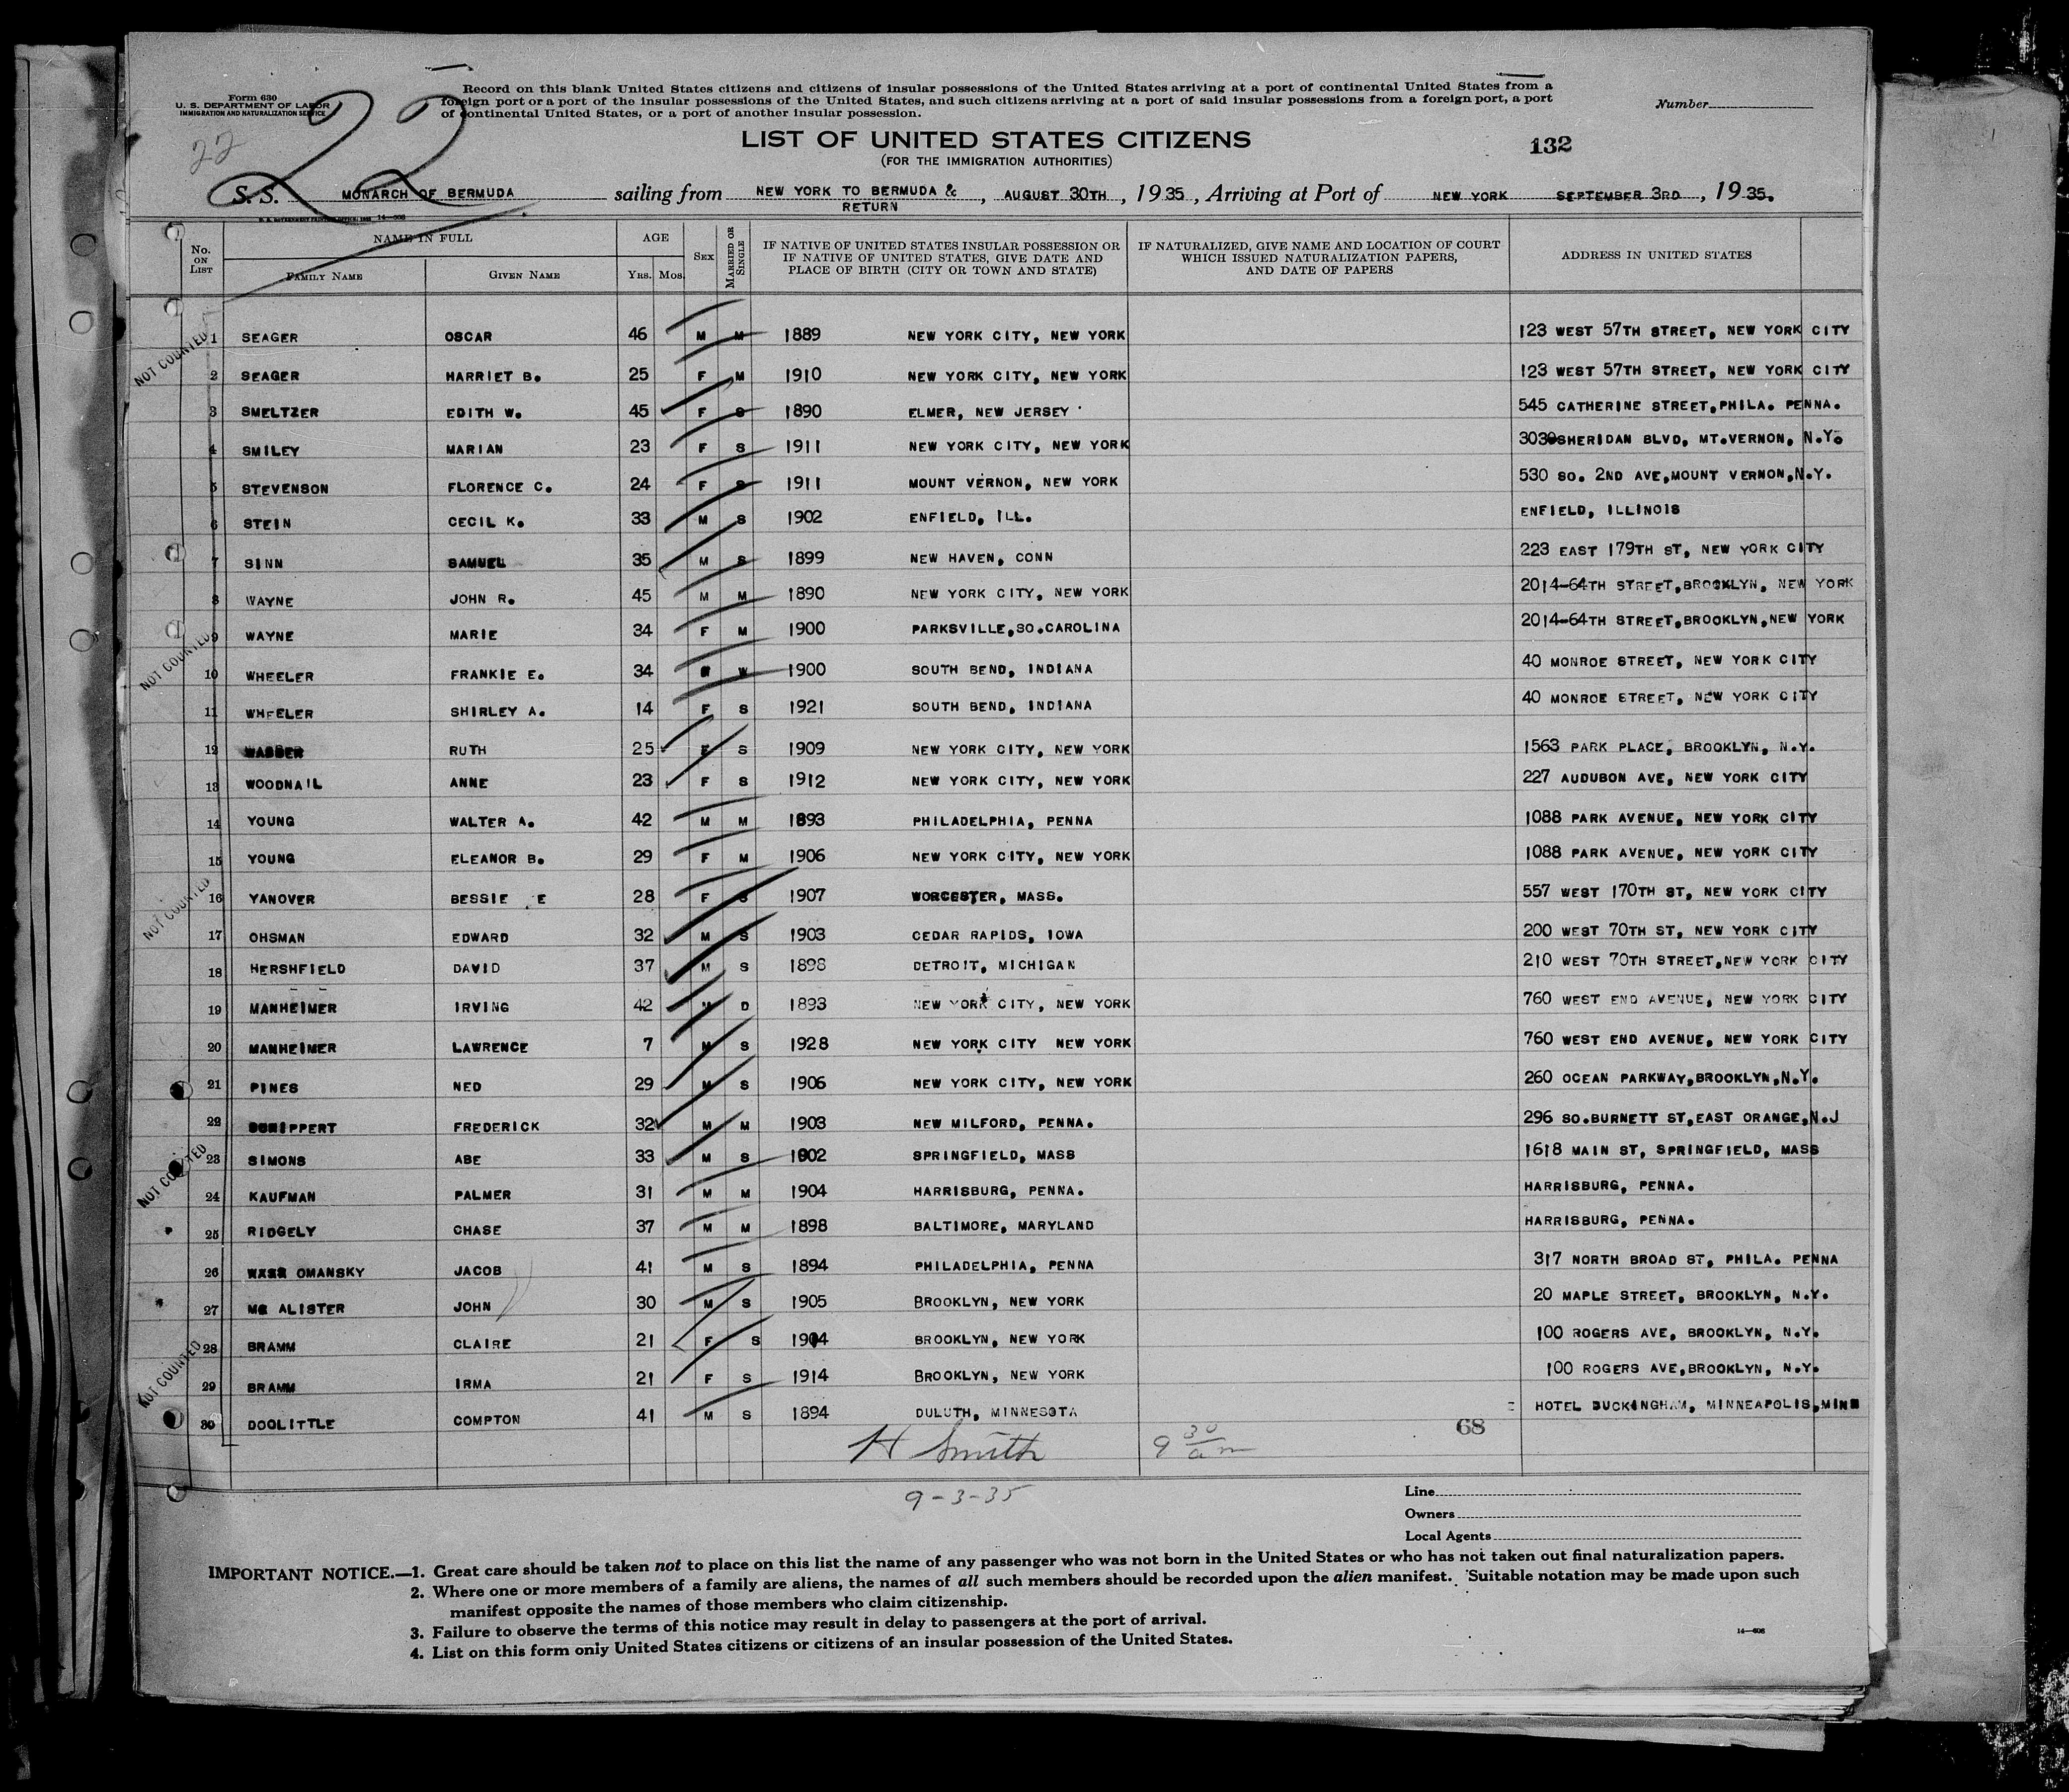 Form 630
U. S. DEPARTMENT OF LABOR
IMMIGRATION AND NATURALIZATION SERVICE
Record on this blank United States citizens and citizens of insular possessions of the United States arriving at a port of continental United States from a
foreign port or a port of the insular possessions of the United States, and such citizens arriving at a port of said insular possessions from a foreign port, a port
of continental United States, or a port of another insular possession.
Number
22
22
LIST OF UNITED STATES CITIZENS
(FOR THE IMMIGRATION AUTHORITIES)
132
S. S. MONARCH OF BERMUDA sailing from NEW YORK TO BERMUDA & RETURN, AUGUST 30TH, 1935, Arriving at Port of NEW YORK SEPTEMBER 3RD, 1935.
14—608
No. ON LIST NAME IN FULL FAMILY NAME GIVEN NAME AGE YRS. MOS. SEX MARRIED OR SINGLE IF NATIVE OF UNITED STATES INSULAR POSSESSION OR IF NATIVE OF UNITED STATES, GIVE DATE AND PLACE OF BIRTH (CITY OR TOWN AND STATE) IF NATURALIZED, GIVE NAME AND LOCATION OF COURT WHICH ISSUED NATURALIZATION PAPERS, AND DATE OF PAPERS ADDRESS IN UNITED STATES
NOT COUNTED
1 SEAGER OSCAR 46 M M 1889 NEW YORK CITY, NEW YORK 123 WEST 57TH STREET, NEW YORK CITY
2 SEAGER HARRIET B. 25 F M 1910 NEW YORK CITY, NEW YORK 123 WEST 57TH STREET, NEW YORK CITY
3 SMELTZER EDITH W. 45 F S 1890 ELMER, NEW JERSEY 545 CATHERINE STREET, PHILA. PENNA.
4 SMILEY MARIAN 23 F S 1911 NEW YORK CITY, NEW YORK SHERIDAN BLVD, MT.VERNON, N.Y.
5 STEVENSON FLORENCE C. 24 F S 1911 MOUNT VERNON, NEW YORK 530 SO. 2ND AVE,MOUNT VERNON,N.Y.
6 STEIN CECIL K. 33 M S 1902 ENFIELD, ILL. ENFIELD, ILLINOIS
7 SINN SAMUEL 35 M S 1899 NEW HAVEN, CONN 223 EAST 179TH ST, NEW YORK CITY
8 WAYNE JOHN R. 45 M M 1890 NEW YORK CITY, NEW YORK 2014-64TH STREET,BROOKLYN, NEW YORK
9 WAYNE MARIE 34 F M 1900 PARKSVILLE,SO.CAROLINA 2014-64TH STREET,BROOKLYN,NEW YORK
NOT COUNTED
10 WHEELER FRANKIE E. 34 W 1900 SOUTH BEND, INDIANA 40 MONROE STREET, NEW YORK CITY
11 WHEELER SHIRLEY A. 14 F S 1921 SOUTH BEND, INDIANA 40 MONROE STREET, NEW YORK CITY
12 RUTH 25 F S 1909 NEW YORK CITY, NEW YORK 1563 PARK PLACE, BROOKLYN, N.Y.
13 WOODNAIL ANNE 23 F S 1912 NEW YORK CITY, NEW YORK 227 AUDUBON AVE, NEW YORK CITY
14 YOUNG WALTER A. 42 M M 1893 PHILADELPHIA, PENNA 1088 PARK AVENUE, NEW YORK CITY
15 YOUNG ELEANOR B. 29 F M 1906 NEW YORK CITY, NEW YORK 1088 PARK AVENUE, NEW YORK CITY
NOT COUNTED
16 YANOVER BESSIE E 28 F S 1907 WORCESTER, MASS. 557 WEST 170TH ST, NEW YORK CITY
17 OHSMAN EDWARD 32 M S 1903 CEDAR RAPIDS, IOWA 200 WEST 70TH ST, NEW YORK CITY
18 HERSHFIELD DAVID 37 M S 1898 DETROIT, MICHIGAN 210 WEST 70TH STREET,NEW YORK CITY
19 MANHEIMER IRVING 42 M D 1893 NEW YORK CITY, NEW YORK 760 WEST END AVENUE, NEW YORK CITY
20 MANHEIMER LAWRENCE 7 M S 1928 NEW YORK CITY NEW YORK 760 WEST END AVENUE, NEW YORK CITY
21 PINES NED 29 M S 1906 NEW YORK CITY, NEW YORK 260 OCEAN PARKWAY,BROOKLYN,N.Y.
22 FREDERICK 32 M M 1903 NEW MILFORD, PENNA. 296 SO.BURNETT ST,EAST ORANGE,N.J
NOT COUNTED
23 SIMONS ABE 33 M S 1902 SPRINGFIELD, MASS 1618 MAIN ST, SPRINGFIELD, MASS
24 KAUFMAN PALMER 31 M M 1904 HARRISBURG, PENNA. HARRISBURG, PENNA.
25 RIDGELY CHASE 37 M M 1898 BALTIMORE, MARYLAND HARRISBURG, PENNA.
26 OMANSKY JACOB 41 M S 1894 PHILADELPHIA, PENNA 317 NORTH BROAD ST, PHILA. PENNA
27 MC ALISTER JOHN 30 M S 1905 BROOKLYN, NEW YORK 20 MAPLE STREET, BROOKLYN, N.Y.
28 BRAMM CLAIRE 21 F S BROOKLYN, NEW YORK 100 ROGERS AVE, BROOKLYN, N.Y.
NOT COUNTED
29 BRAMM IRMA 21 F S 1914 BROOKLYN, NEW YORK 100 ROGERS AVE,BROOKLYN, N.Y.
30 DOOLITTLE COMPTON 41 M S 1894 DULUTH, MINNESOTA HOTEL BUCKINGHAM, MINNEAPOLIS,MINN
H Smith 9 30 am 68
9-3-35
Line
Owners
Local Agents
IMPORTANT NOTICE.—1. Great care should be taken not to place on this list the name of any passenger who was not born in the United States or who has not taken out final naturalization papers.
2. Where one or more members of a family are aliens, the names of all such members should be recorded upon the alien manifest. Suitable notation may be made upon such
manifest opposite the names of those members who claim citizenship.
3. Failure to observe the terms of this notice may result in delay to passengers at the port of arrival.
4. List on this form only United States citizens or citizens of an insular possession of the United States.
14—608